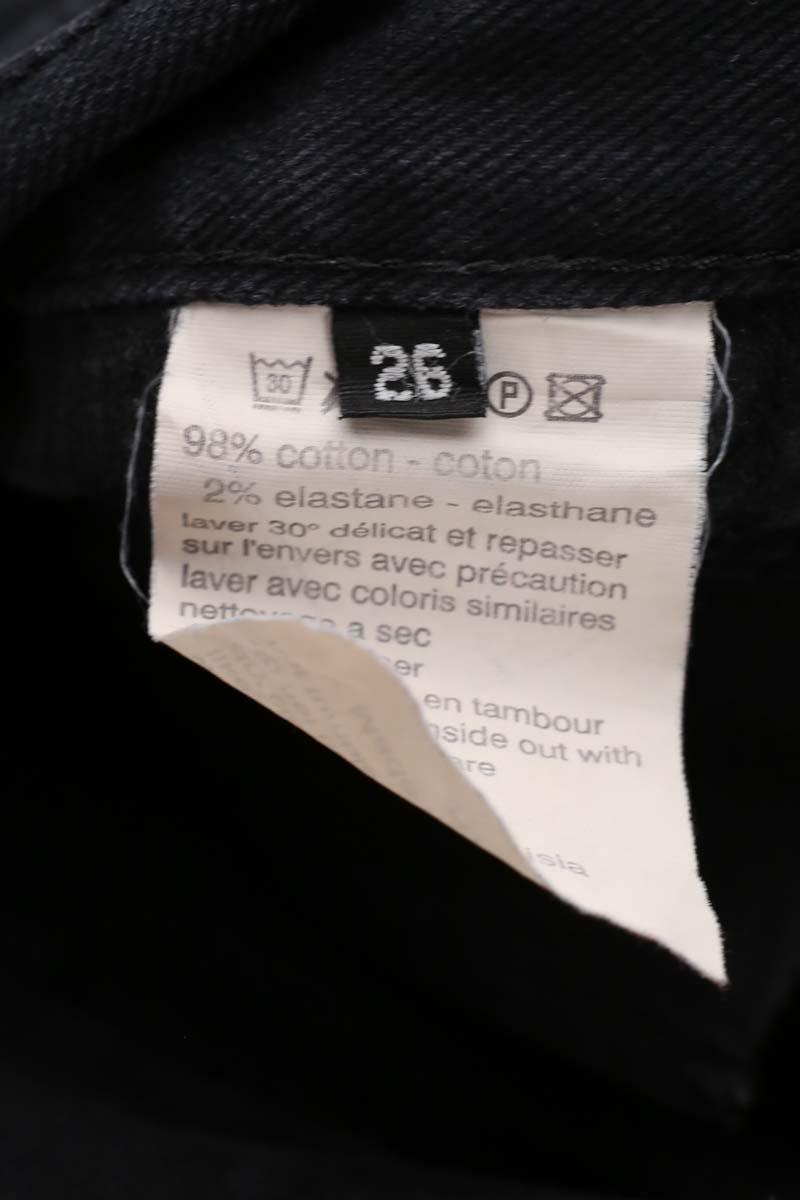 26
30
P
98% cotton - coton
2% elastane - elasthane
laver 30° délicat et repasser
sur l'envers avec précaution
laver avec coloris similaires
a sec
en tambour
out with